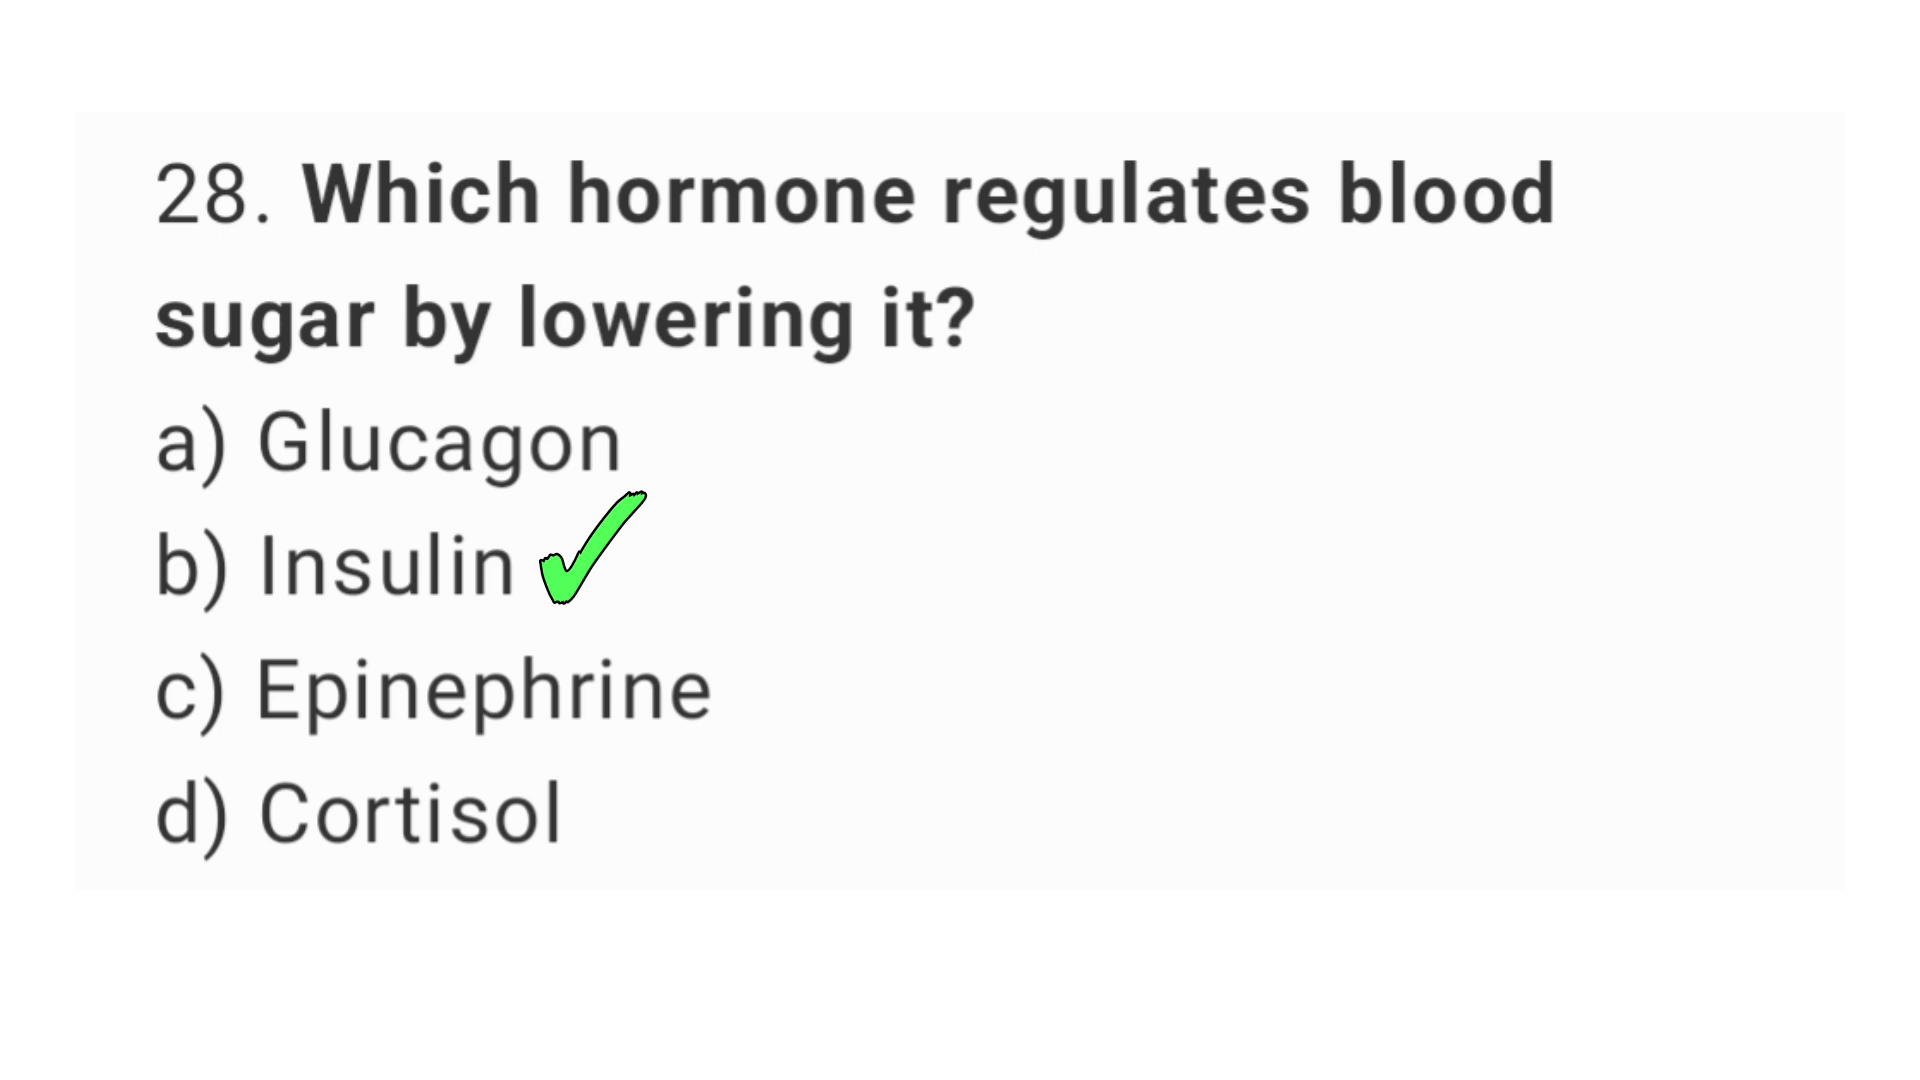 28. Which hormone regulates blood
sugar by lowering it?
a) Glucagon
b) Insulin
c) Epinephrine
d) Cortisol